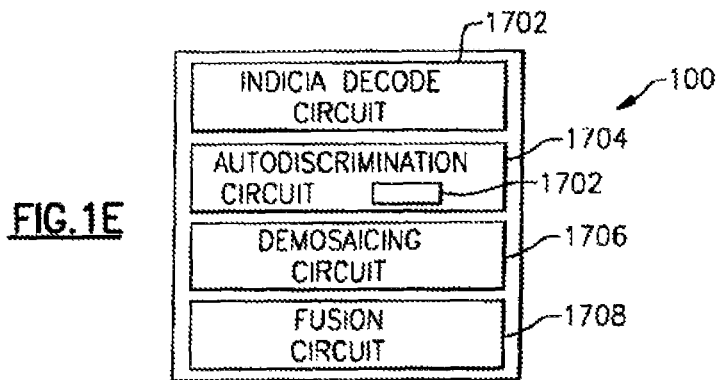 1702
INDICIA DECODE
CIRCUIT
100
1704
AUTODISCRIMINATION
CIRCUIT
1702
FIG.1E
DEMOSAICING
CIRCUIT
1706
FUSION
CIRCUIT
1708